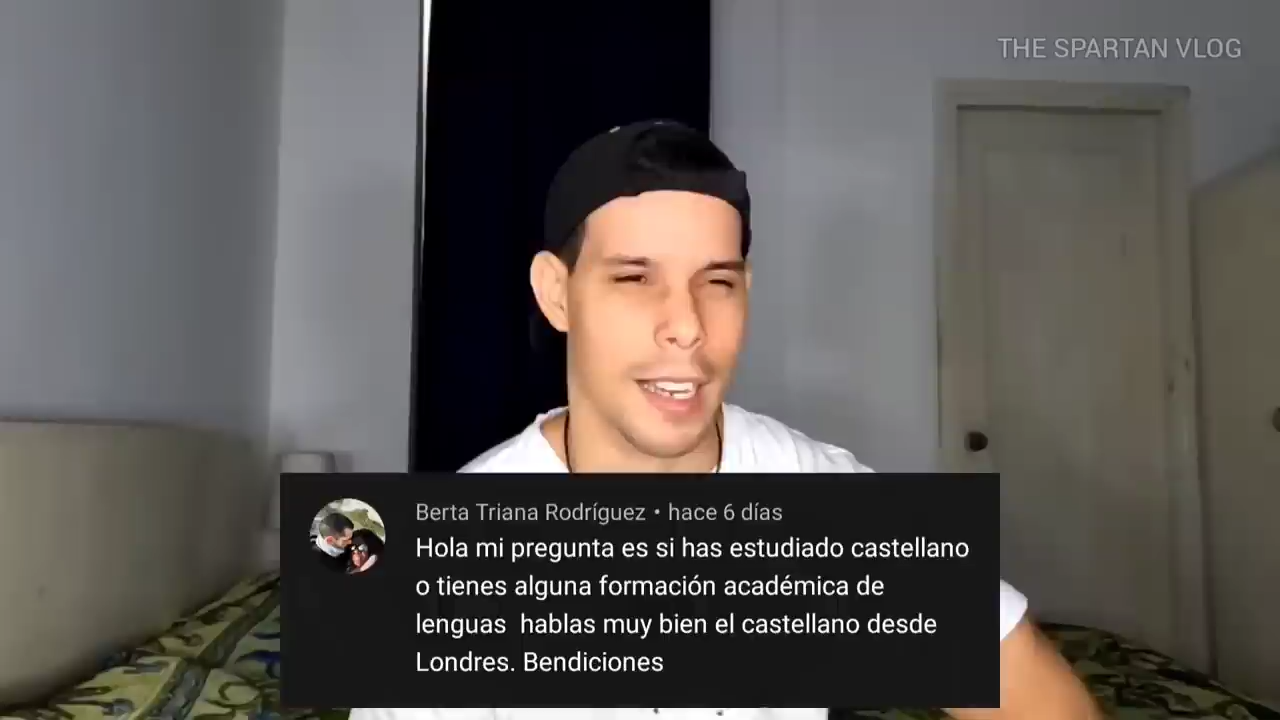 THE SPARTAN VLOG
Berta Triana Rodríguez • hace 6 días
Hola mi pregunta es si has estudiado castellano
o tienes alguna formación académica de
lenguas hablas muy bien el castellano desde
Londres. Bendiciones